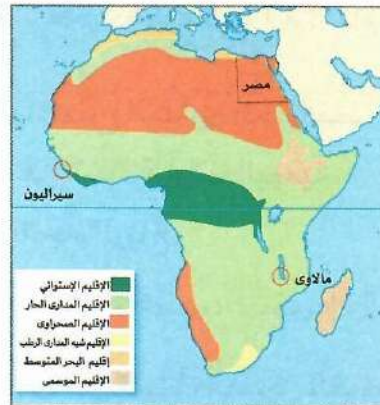 مصر
سيراليون
مالاوى
الإقليم الإستوائي
الإقليم المدارى الحار
الإقليم الصحراوى
الإقليم شبه المدارى الرطب
إقليم البحر المتوسط
الإقليم الموسمى